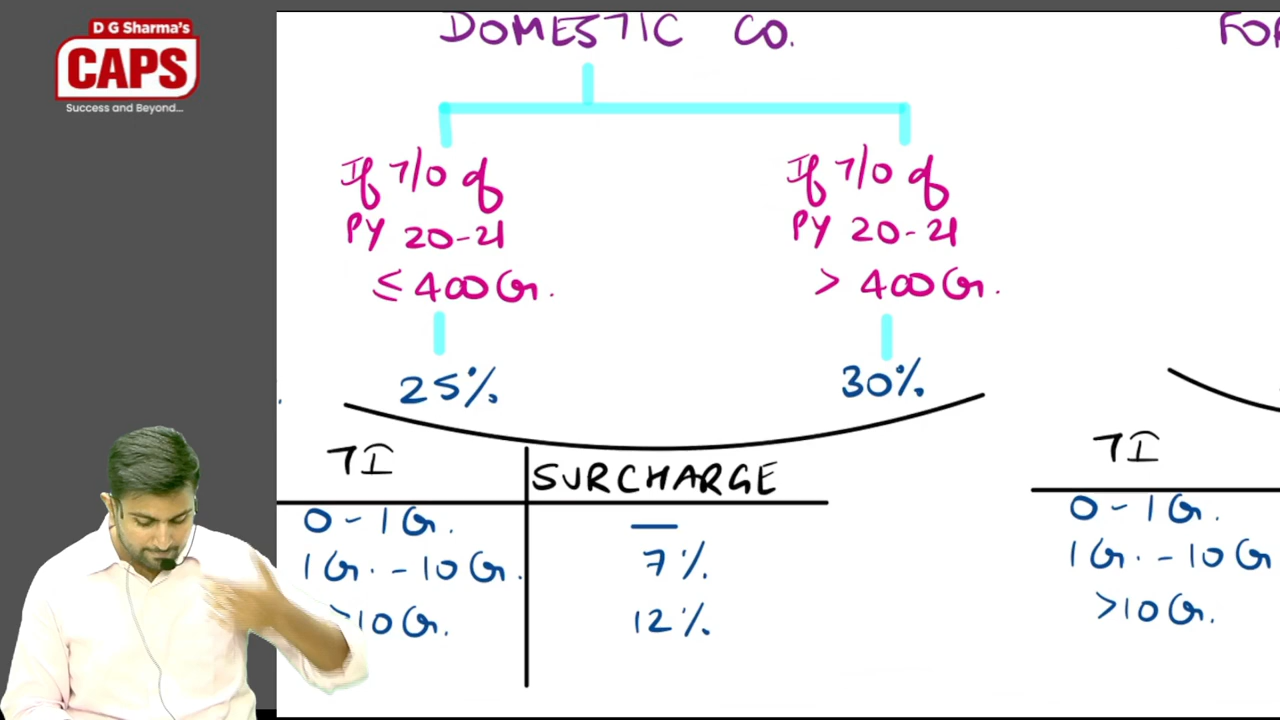 D G Sharma's
CAPS
Success and Beyond...
DOMESTIC CO.
If T/O of
PY 20-21
≤ 400 Cr.
25%
If T/O of
PY 20-21
> 400 Cr.
30%
TI
SURCHARGE
0 - 1 Cr.
—
1 Cr. - 10 Cr.
7%
>10 Cr.
12%
TI
0 - 1 Cr.
1 Cr. - 10 Cr
>10 Cr.